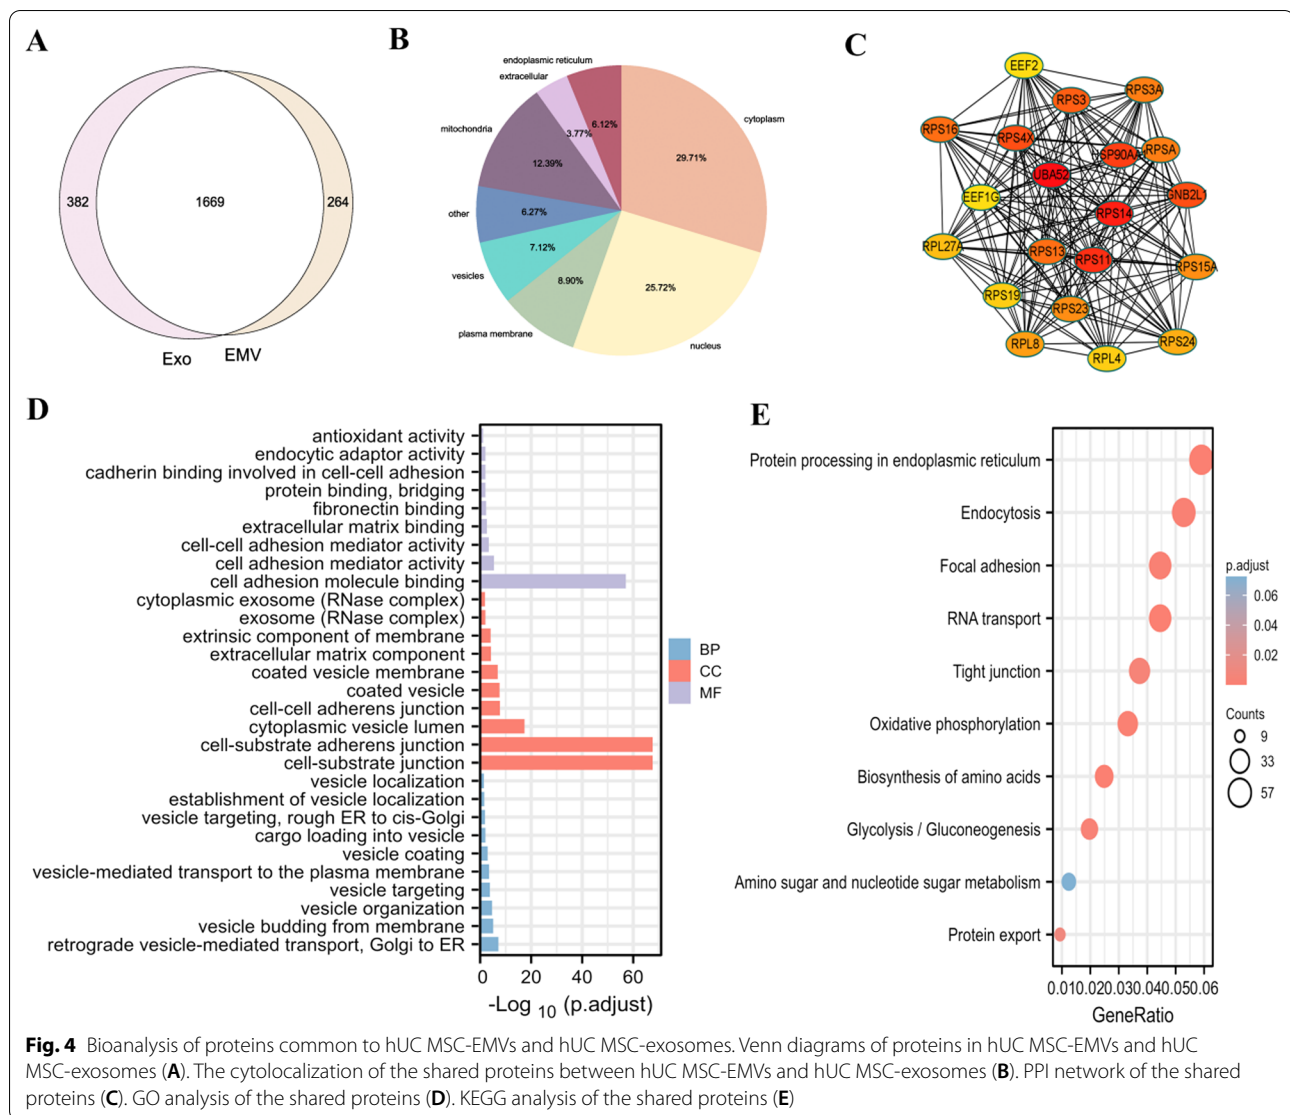 A
382
1669
264
Exo
EMV
B
endoplasmic reticulum
extracellular
mitochondria
cytoplasm
3.77%
6.12%
29.71%
12.39%
other
6.27%
vesicles
7.12%
8.90%
25.72%
plasma membrane
nucleus
C
EEF2
RPS3A
RPS3
RPS16
RPS4X
SP90AA
RPSA
UBA52
EEF1G
GNB2L1
RPS14
RPL27A
RPS13
RPS11
RPS15A
RPS19
RPS23
RPL8
RPS24
RPL4
D
antioxidant activity
endocytic adaptor activity
cadherin binding involved in cell-cell adhesion
protein binding, bridging
fibronectin binding
extracellular matrix binding
cell-cell adhesion mediator activity
cell adhesion mediator activity
cell adhesion molecule binding
cytoplasmic exosome (RNase complex)
exosome (RNase complex)
extrinsic component of membrane
extracellular matrix component
coated vesicle membrane
coated vesicle
cell-cell adherens junction
cytoplasmic vesicle lumen
cell-substrate adherens junction
cell-substrate junction
vesicle localization
establishment of vesicle localization
vesicle targeting, rough ER to cis-Golgi
cargo loading into vesicle
vesicle coating
vesicle-mediated transport to the plasma membrane
vesicle targeting
vesicle organization
vesicle budding from membrane
retrograde vesicle-mediated transport, Golgi to ER
0 20 40 60
-Log 10 (p.adjust)
BP
CC
MF
E
Protein processing in endoplasmic reticulum
Endocytosis
Focal adhesion
RNA transport
Tight junction
Oxidative phosphorylation
Biosynthesis of amino acids
Glycolysis / Gluconeogenesis
Amino sugar and nucleotide sugar metabolism
Protein export
0.01 0.02 0.03 0.04 0.05 0.06
GeneRatio
p.adjust
0.06
0.04
0.02
Counts
9
33
57
Fig. 4 Bioanalysis of proteins common to hUC MSC-EMVs and hUC MSC-exosomes. Venn diagrams of proteins in hUC MSC-EMVs and hUC
MSC-exosomes (A). The cytolocalization of the shared proteins between hUC MSC-EMVs and hUC MSC-exosomes (B). PPI network of the shared
proteins (C). GO analysis of the shared proteins (D). KEGG analysis of the shared proteins (E)